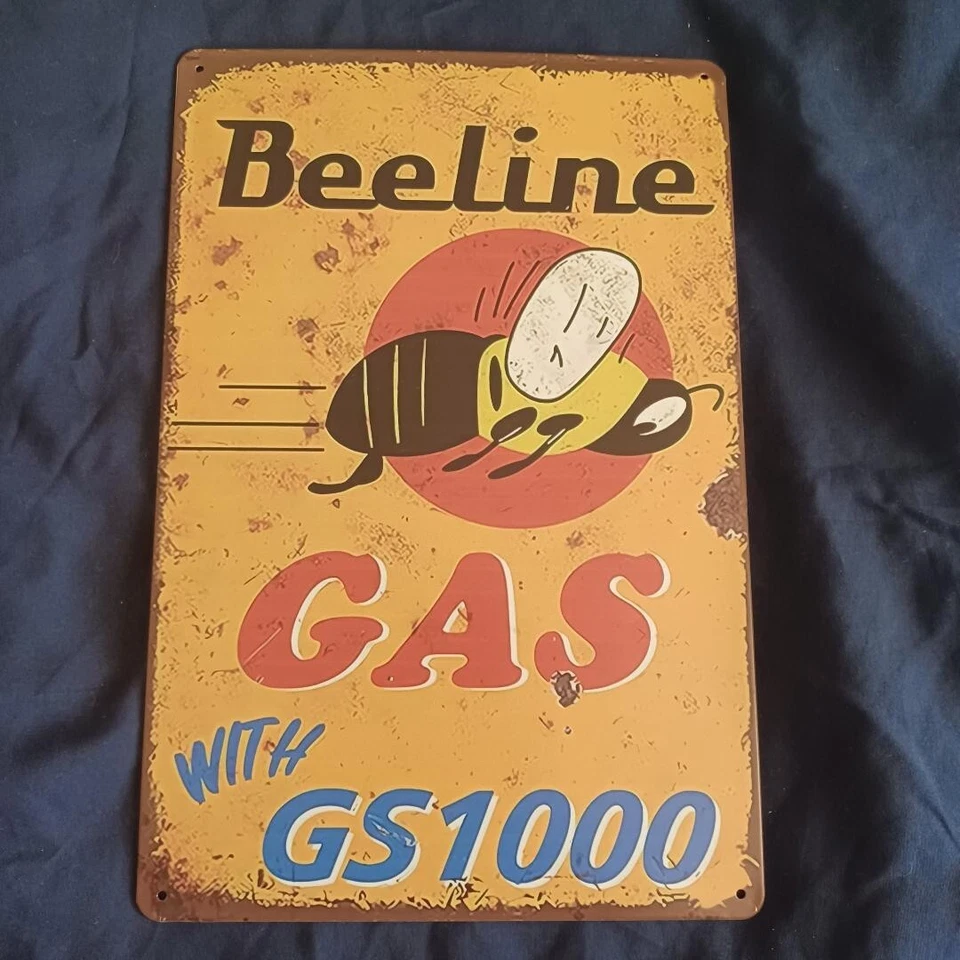 Beeline
GAS
WITH
GS1000